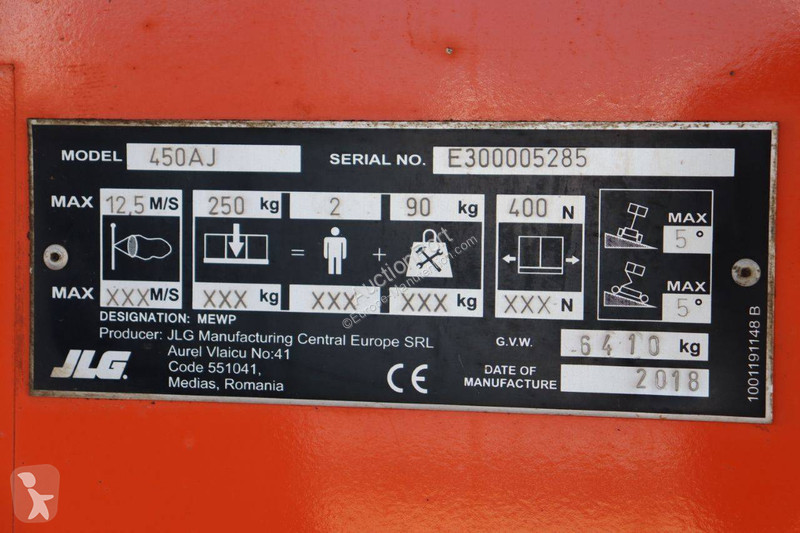 MODEL 450AJ SERIAL NO. E300005285
MAX 12,5 M/S 250 kg 2 90 kg 400 N
MAX 5°
= +
MAX XXX M/S XXX kg XXX XXX kg XXX N
MAX 5°
DESIGNATION: MEWP
Producer: JLG Manufacturing Central Europe SRL
Aurel Vlaicu No:41
Code 551041,
Medias, Romania
JLG.
CE
G.V.W. 6410 kg
DATE OF MANUFACTURE 2018
1001191148 B